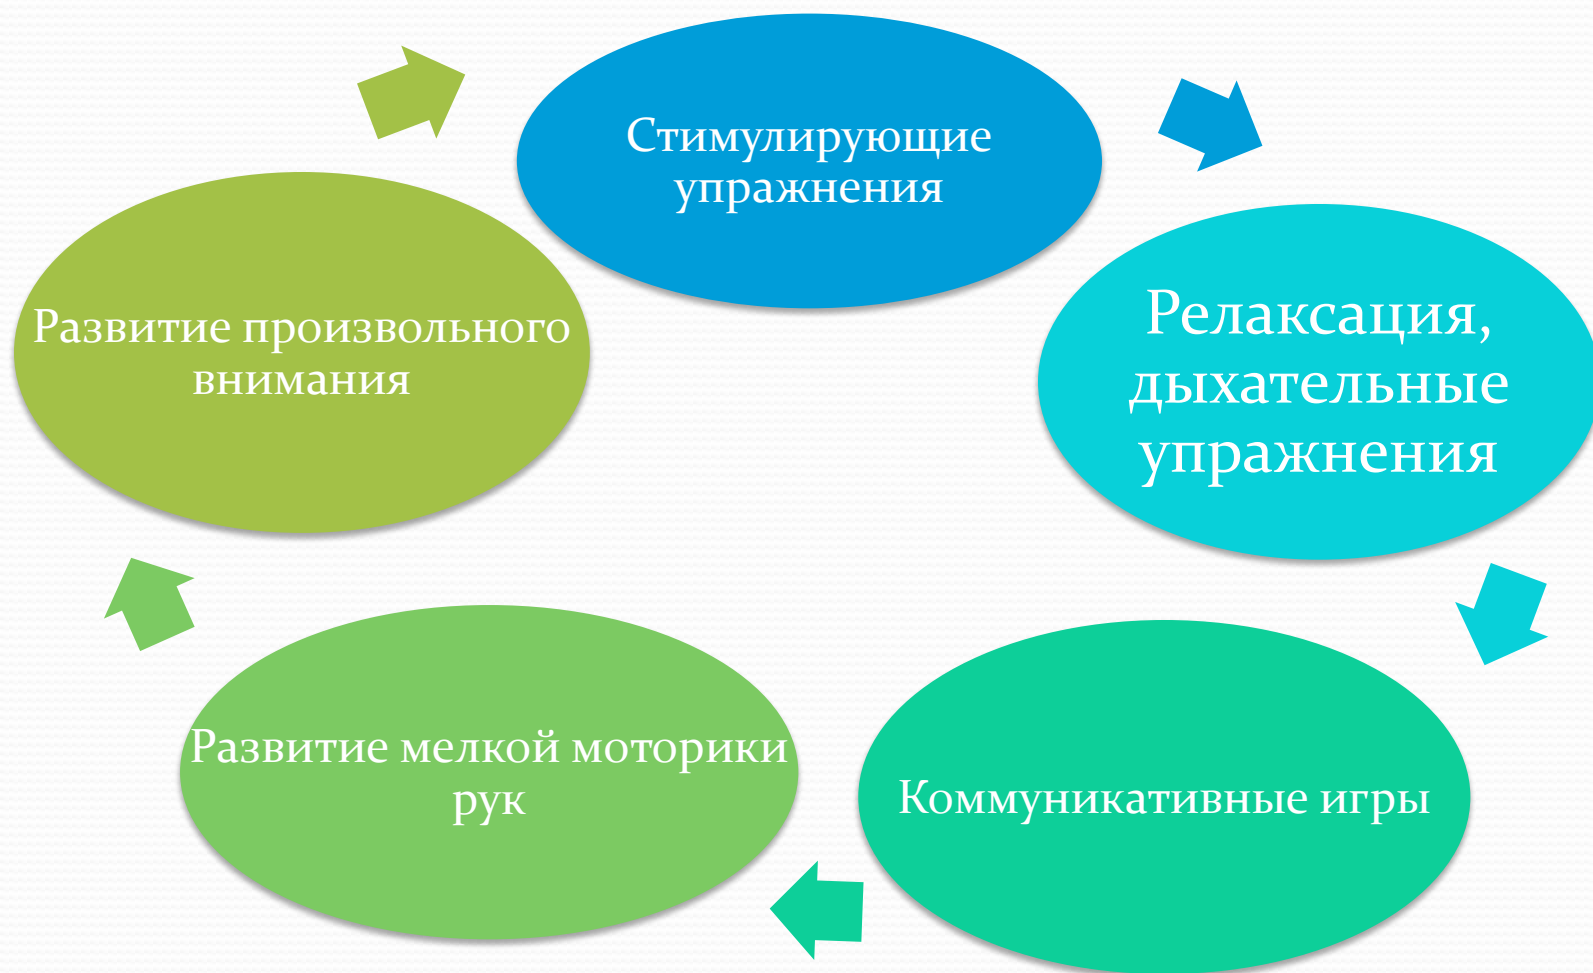 Стимулирующие
упражнения
Релаксация,
дыхательные
упражнения
Коммуникативные игры
Развитие мелкой моторики
рук
Развитие произвольного
внимания